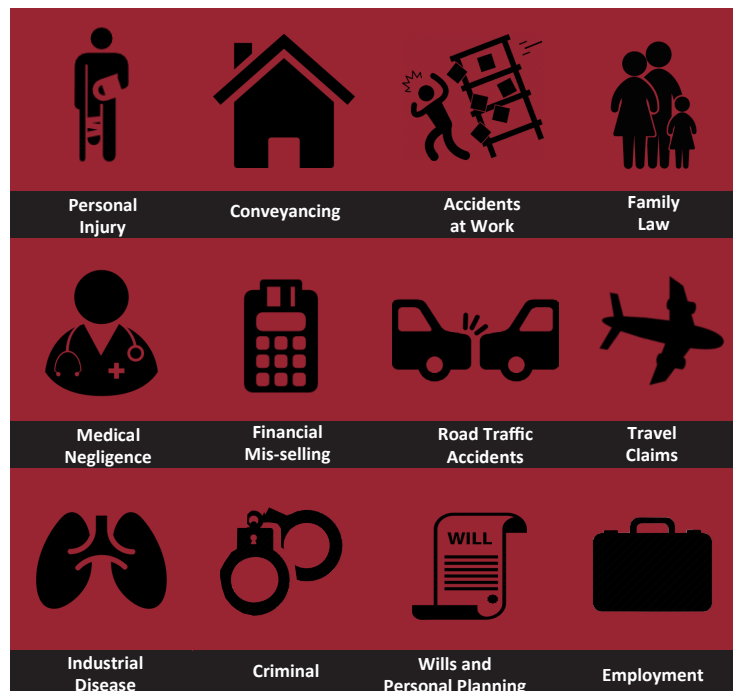 Personal
Injury
Conveyancing
Accidents
at Work
Family
Law
Medical
Negligence
Financial
Mis-selling
Road Traffic
Accidents
Travel
Claims
WILL
Industrial
Disease
Criminal
Wills and
Personal Planning
Employment